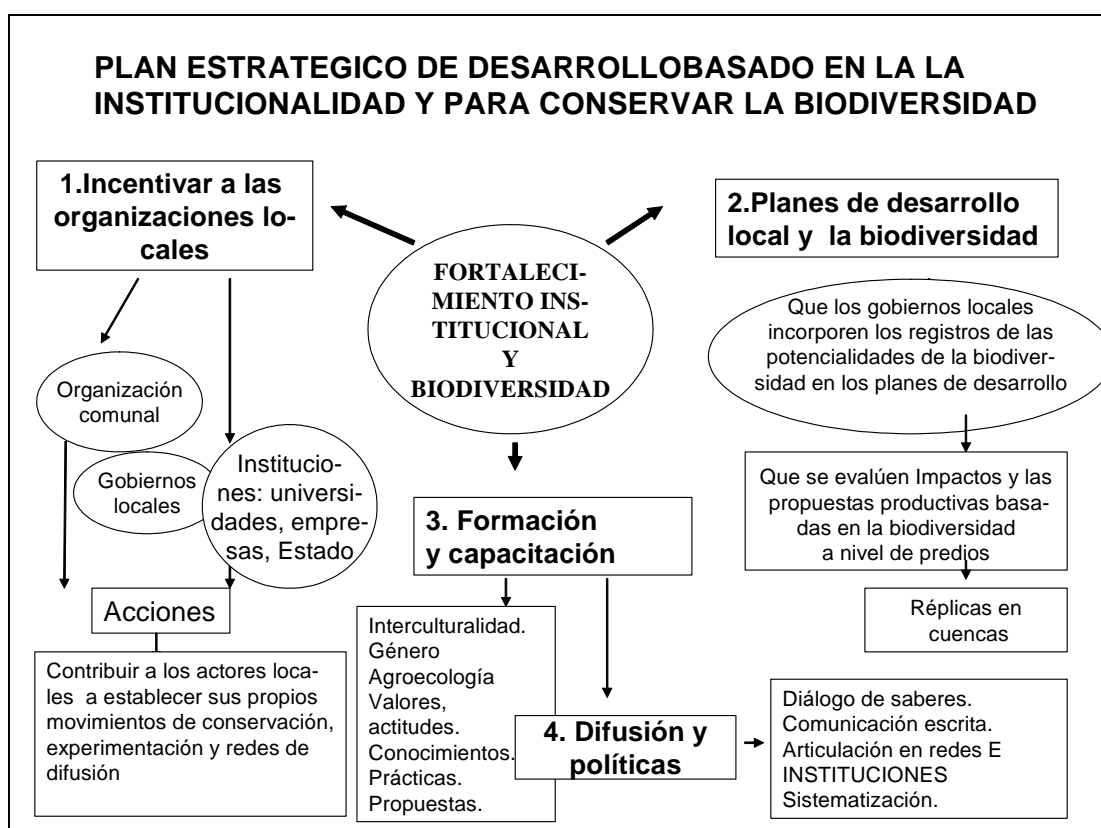 PLAN ESTRATEGICO DE DESARROLLOBASADO EN LA LA
INSTITUCIONALIDAD Y PARA CONSERVAR LA BIODIVERSIDAD
1.Incentivar a las
organizaciones lo-
cales
2.Planes de desarrollo
local y la biodiversidad
FORTALECI-
MIENTO INS-
TITUCIONAL
Y
BIODIVERSIDAD
Que los gobiernos locales
incorporen los registros de las
potencialidades de la biodiver-
sidad en los planes de desarrollo
Organización
comunal
Gobiernos
locales
Institucio-
nes: universi-
dades, empre-
sas, Estado
Que se evalúen Impactos y las
propuestas productivas basa-
das en la biodiversidad
a nivel de predios
3. Formación
y capacitación
Acciones
Réplicas en
cuencas
Contribuir a los actores loca-
les a establecer sus propios
movimientos de conservación,
experimentación y redes de
difusión
Interculturalidad.
Género
Agroecología
Valores,
actitudes.
Conocimientos.
Prácticas.
Propuestas.
4. Difusión y
políticas
Diálogo de saberes.
Comunicación escrita.
Articulación en redes E
INSTITUCIONES
Sistematización.